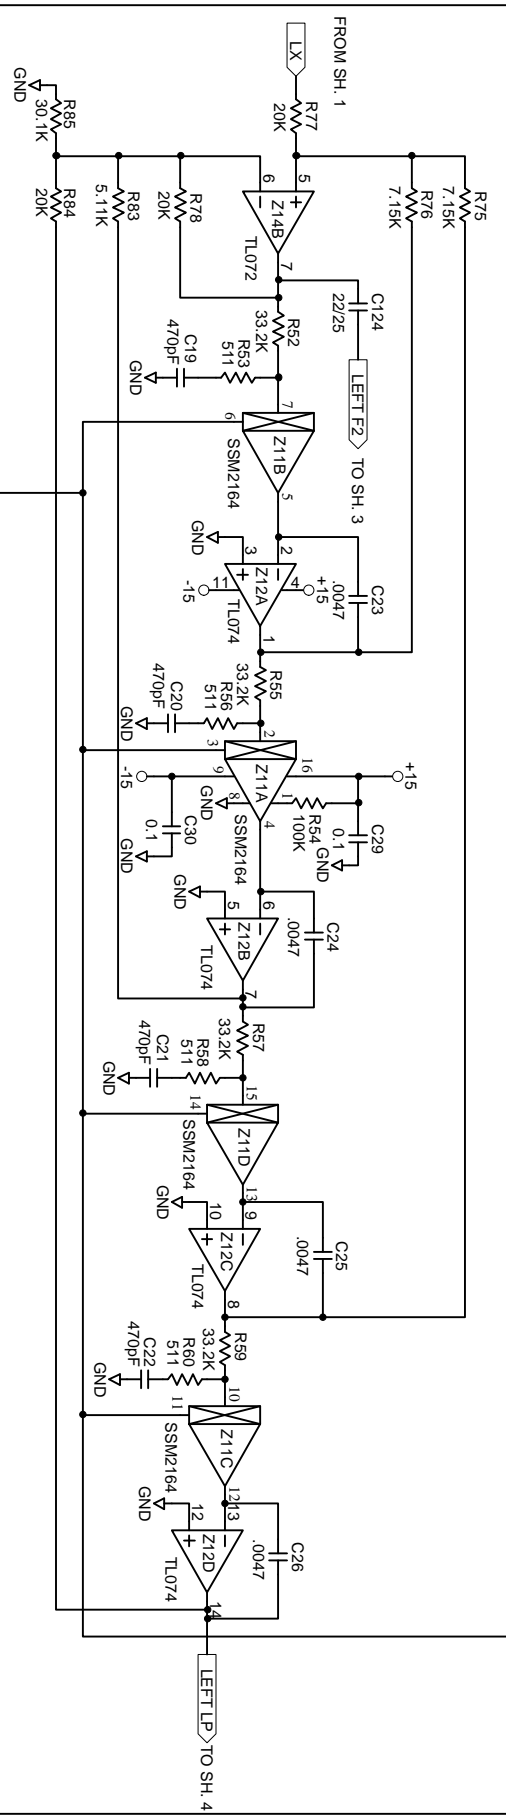 FROM SH. 1
LX
R77
20K
R75
7.15K
R76
7.15K
R85
30.1K
GND
R84
20K
R83
5.11K
R78
20K
5
6
+
−
Z14B
7
TL072
C124
22/25
LEFT F2
TO SH. 3
R52
33.2K
R53
511
C19
470pF
GND
7
6
Z11B
5
SSM2164
GND
2
3
−
+
Z12A
4
+15
11
-15
1
TL074
C23
.0047
R55
33.2K
R56
511
C20
470pF
GND
2
3
16
9
1
8
Z11A
4
SSM2164
+15
-15
GND
R54
100K
C29
0.1
GND
C30
0.1
GND
GND
6
5
−
+
Z12B
7
TL074
C24
.0047
R57
33.2K
R58
511
C21
470pF
GND
15
14
Z11D
13
SSM2164
GND
9
10
−
+
Z12C
8
TL074
C25
.0047
R59
33.2K
R60
511
C22
470pF
GND
10
11
Z11C
12
SSM2164
GND
13
12
−
+
Z12D
14
TL074
C26
.0047
LEFT LP
TO SH. 4